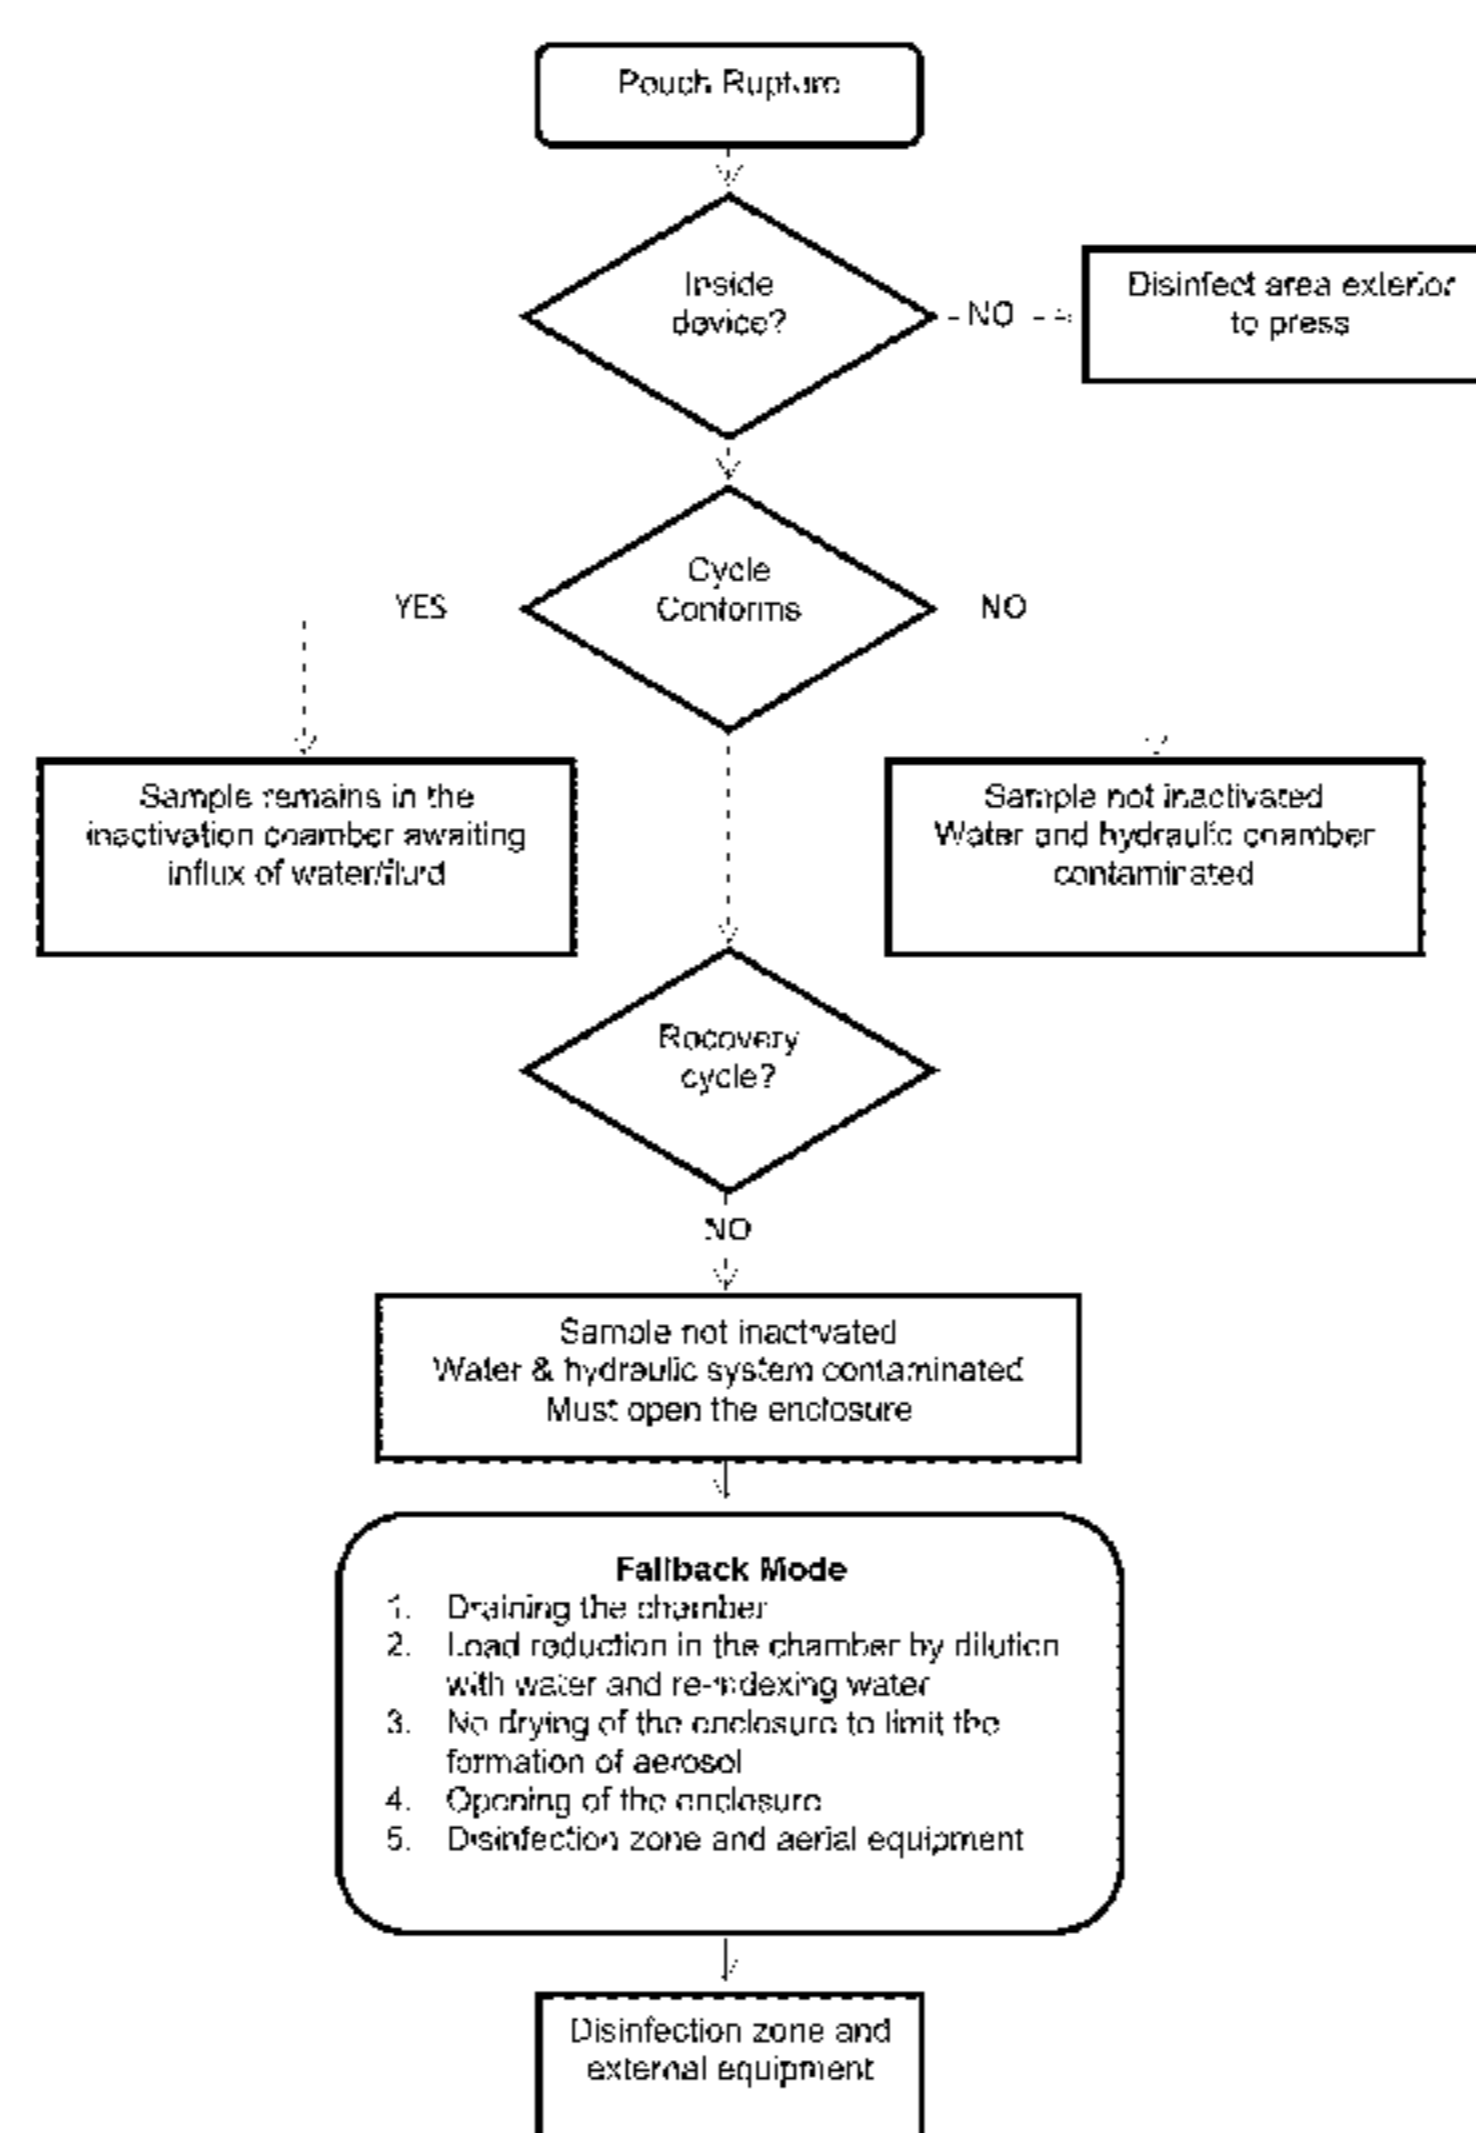 Pouch Rupture
Inside
device?
NO
Disinfect area exterior
to press
Cycle
Conforms
YES
NO
Sample remains in the
inactivation chamber awaiting
influx of water/fluid
Sample not inactivated
Water and hydraulic chamber
contaminated
Recovery
cycle?
NO
Sample not inactivated
Water & hydraulic system contaminated
Must open the enclosure
Fallback Mode
1. Draining the chamber
2. Load reduction in the chamber by dilution
with water and re-indexing water
3. No drying of the enclosure to limit the
formation of aerosol
4. Opening of the enclosure
5. Disinfection zone and aerial equipment
Disinfection zone and
external equipment